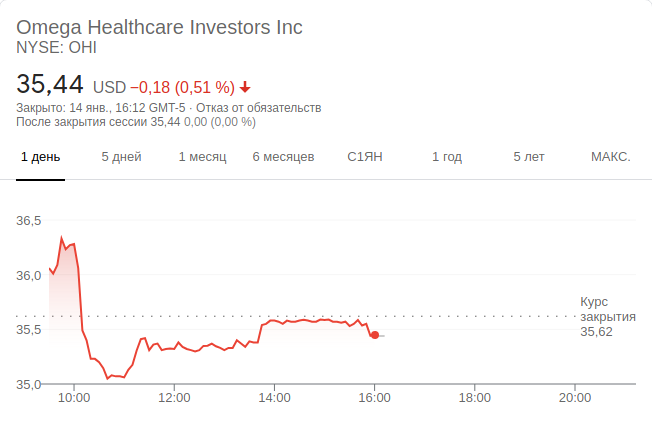 Omega Healthcare Investors Inc
NYSE: OHI
35,44 USD −0,18 (0,51 %)
Закрыто: 14 янв., 16:12 GMT-5 · Отказ от обязательств
После закрытия сессии 35,44 0,00 (0,00 %)
1 день 5 дней 1 месяц 6 месяцев С1ЯН 1 год 5 лет МАКС.
36,5
36,0
Курс
закрытия
35,62
35,5
35,0
10:00 12:00 14:00 16:00 18:00 20:00